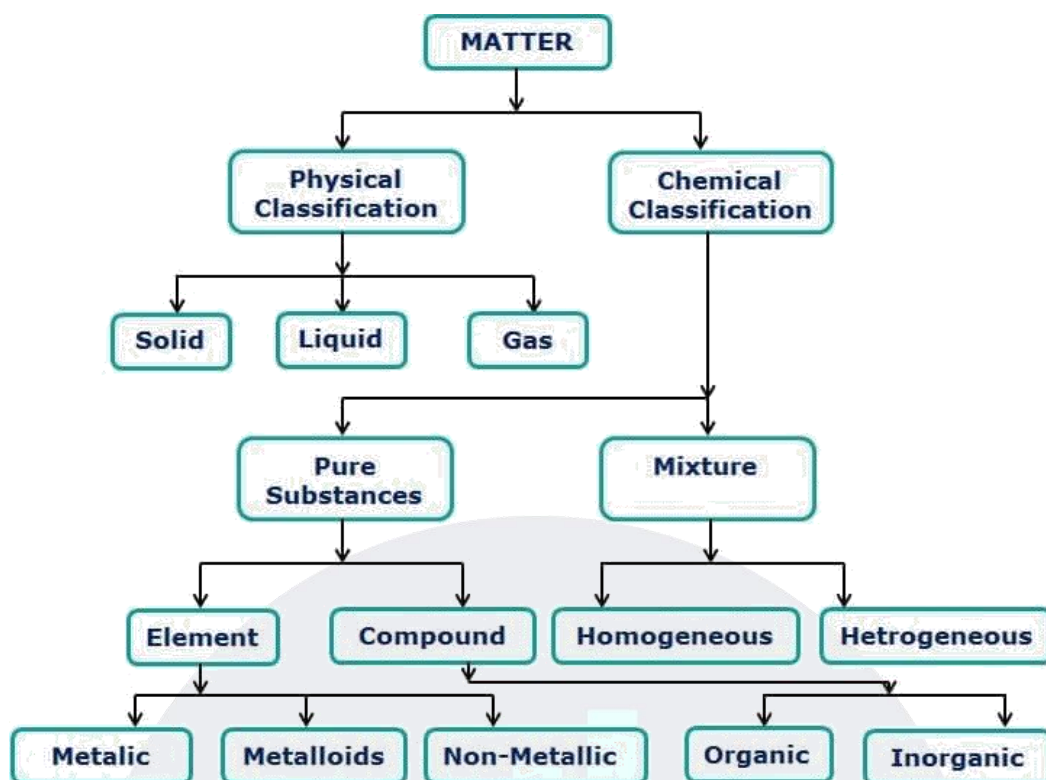 MATTER
Physical
Classification
Chemical
Classification
Solid
Liquid
Gas
Pure
Substances
Mixture
Element
Compound
Homogeneous
Hetrogeneous
Metalic
Metalloids
Non-Metallic
Organic
Inorganic